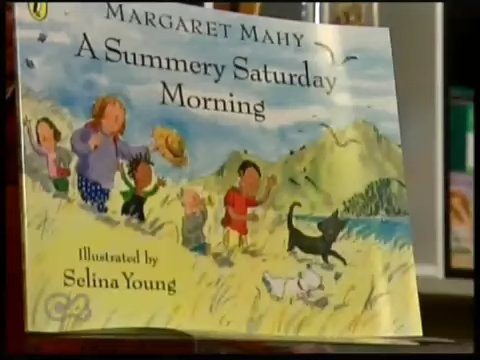 MARGARET MAHY
A Summery Saturday
Morning
Illustrated by
Selina Young